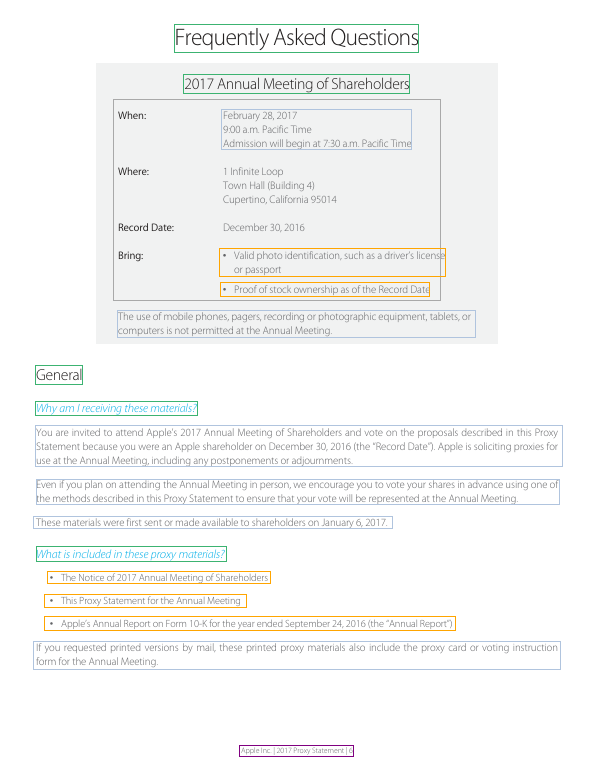 Frequently Asked Questions
2017 Annual Meeting of Shareholders
When:
February 28, 2017
9:00 a.m. Pacific Time
Admission will begin at 7:30 a.m. Pacific Time
Where:
1 Infinite Loop
Town Hall (Building 4)
Cupertino, California 95014
Record Date:
December 30, 2016
Bring:
• Valid photo identification, such as a driver's license
or passport
• Proof of stock ownership as of the Record Date
The use of mobile phones, pagers, recording or photographic equipment, tablets, or
computers is not permitted at the Annual Meeting.
General
Why am I receiving these materials?
You are invited to attend Apple's 2017 Annual Meeting of Shareholders and vote on the proposals described in this Proxy
Statement because you were an Apple shareholder on December 30, 2016 (the "Record Date"). Apple is soliciting proxies for
use at the Annual Meeting, including any postponements or adjournments.
Even if you plan on attending the Annual Meeting in person, we encourage you to vote your shares in advance using one of
the methods described in this Proxy Statement to ensure that your vote will be represented at the Annual Meeting.
These materials were first sent or made available to shareholders on January 6, 2017.
What is included in these proxy materials?
• The Notice of 2017 Annual Meeting of Shareholders
• This Proxy Statement for the Annual Meeting
• Apple's Annual Report on Form 10-K for the year ended September 24, 2016 (the "Annual Report")
If you requested printed versions by mail, these printed proxy materials also include the proxy card or voting instruction
form for the Annual Meeting.
Apple Inc. | 2017 Proxy Statement | 6